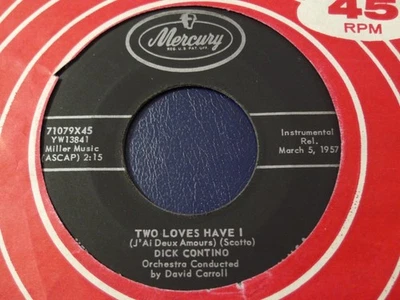 45
RPM
Mercury
REG. U.S. PAT. OFF.
71079X45
YW13841
Miller Music
(ASCAP) 2:15
Instrumental
Rel.
March 5, 1957
TWO LOVES HAVE I
(J'Ai Deux Amours) (Scotto)
DICK CONTINO
Orchestra Conducted
by David Carroll